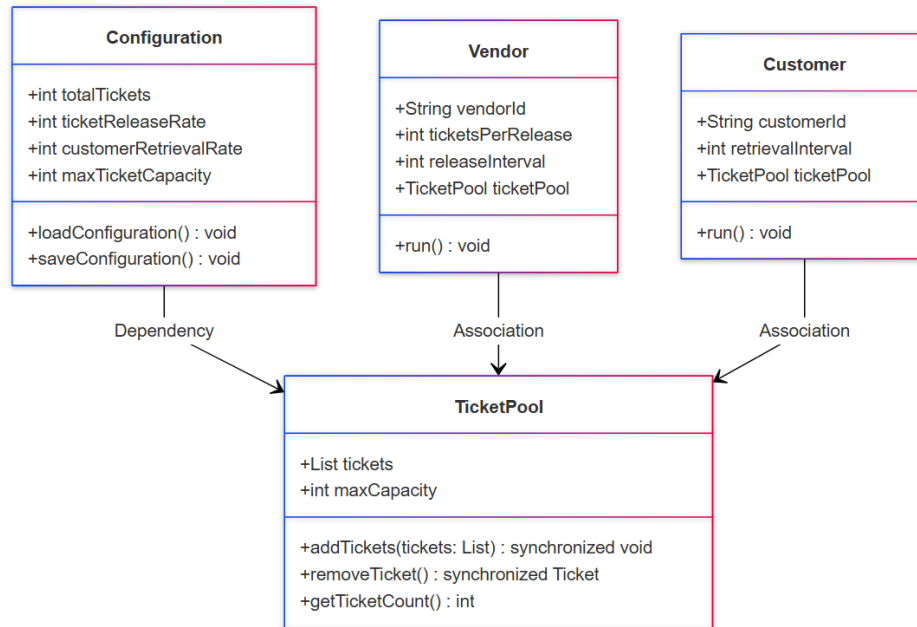 Configuration
+int totalTickets
+int ticketReleaseRate
+int customerRetrievalRate
+int maxTicketCapacity
+loadConfiguration() : void
+saveConfiguration() : void
Vendor
+String vendorId
+int ticketsPerRelease
+int releaseInterval
+TicketPool ticketPool
+run() : void
Customer
+String customerId
+int retrievalInterval
+TicketPool ticketPool
+run() : void
Dependency
Association
Association
TicketPool
+List tickets
+int maxCapacity
+addTickets(tickets: List) : synchronized void
+removeTicket() : synchronized Ticket
+getTicketCount() : int